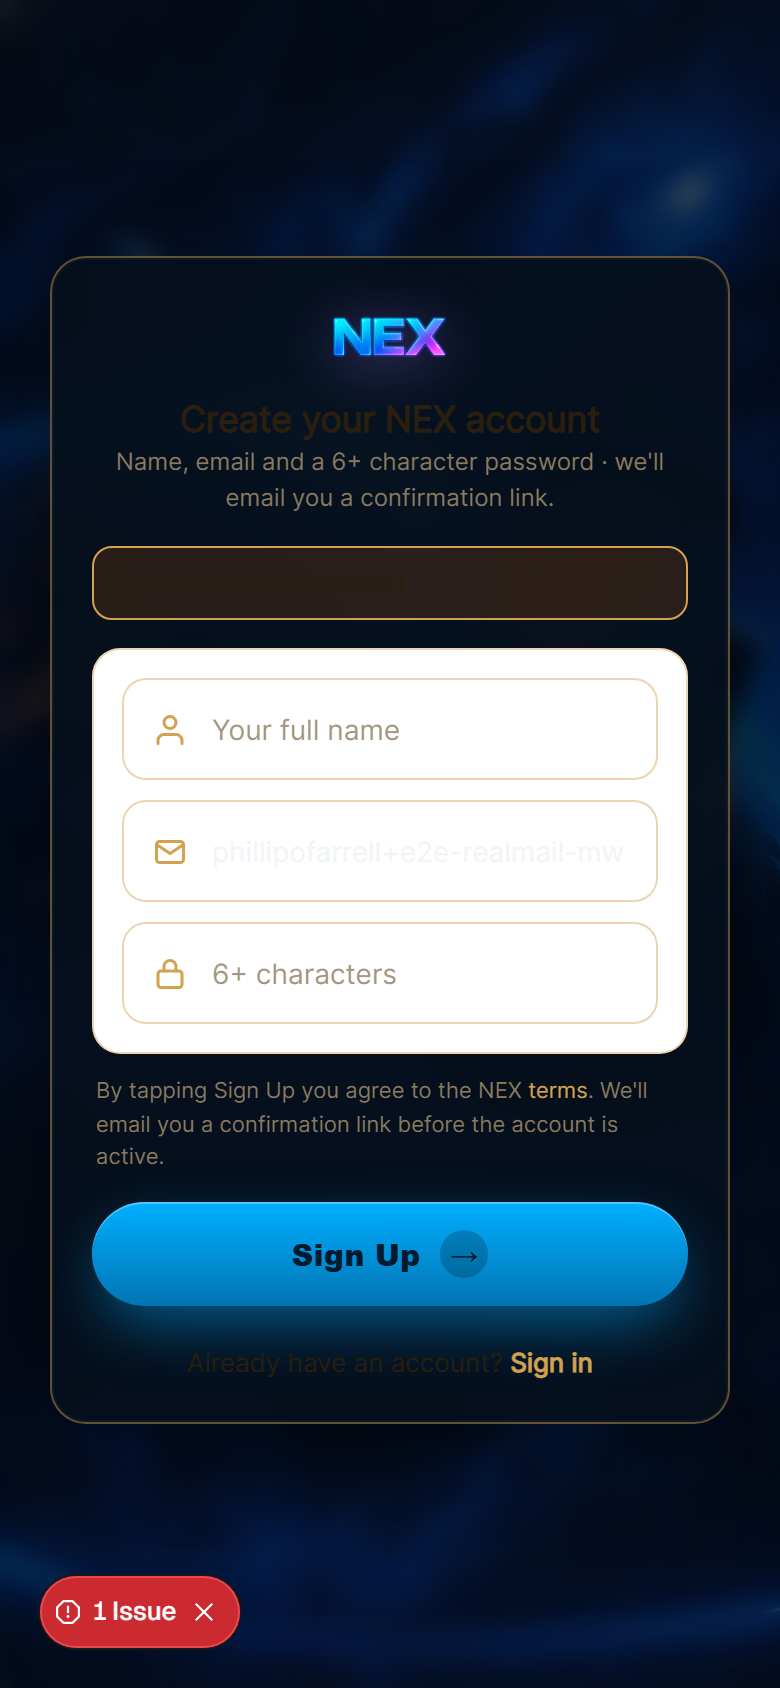 NEX
Create your NEX account
Name, email and a 6+ character password · we'll
email you a confirmation link.
Your full name
phillipofarrell+e2e-realmail-mw
6+ characters
By tapping Sign Up you agree to the NEX terms. We'll
email you a confirmation link before the account is
active.
Sign Up →
Already have an account? Sign in
1 Issue